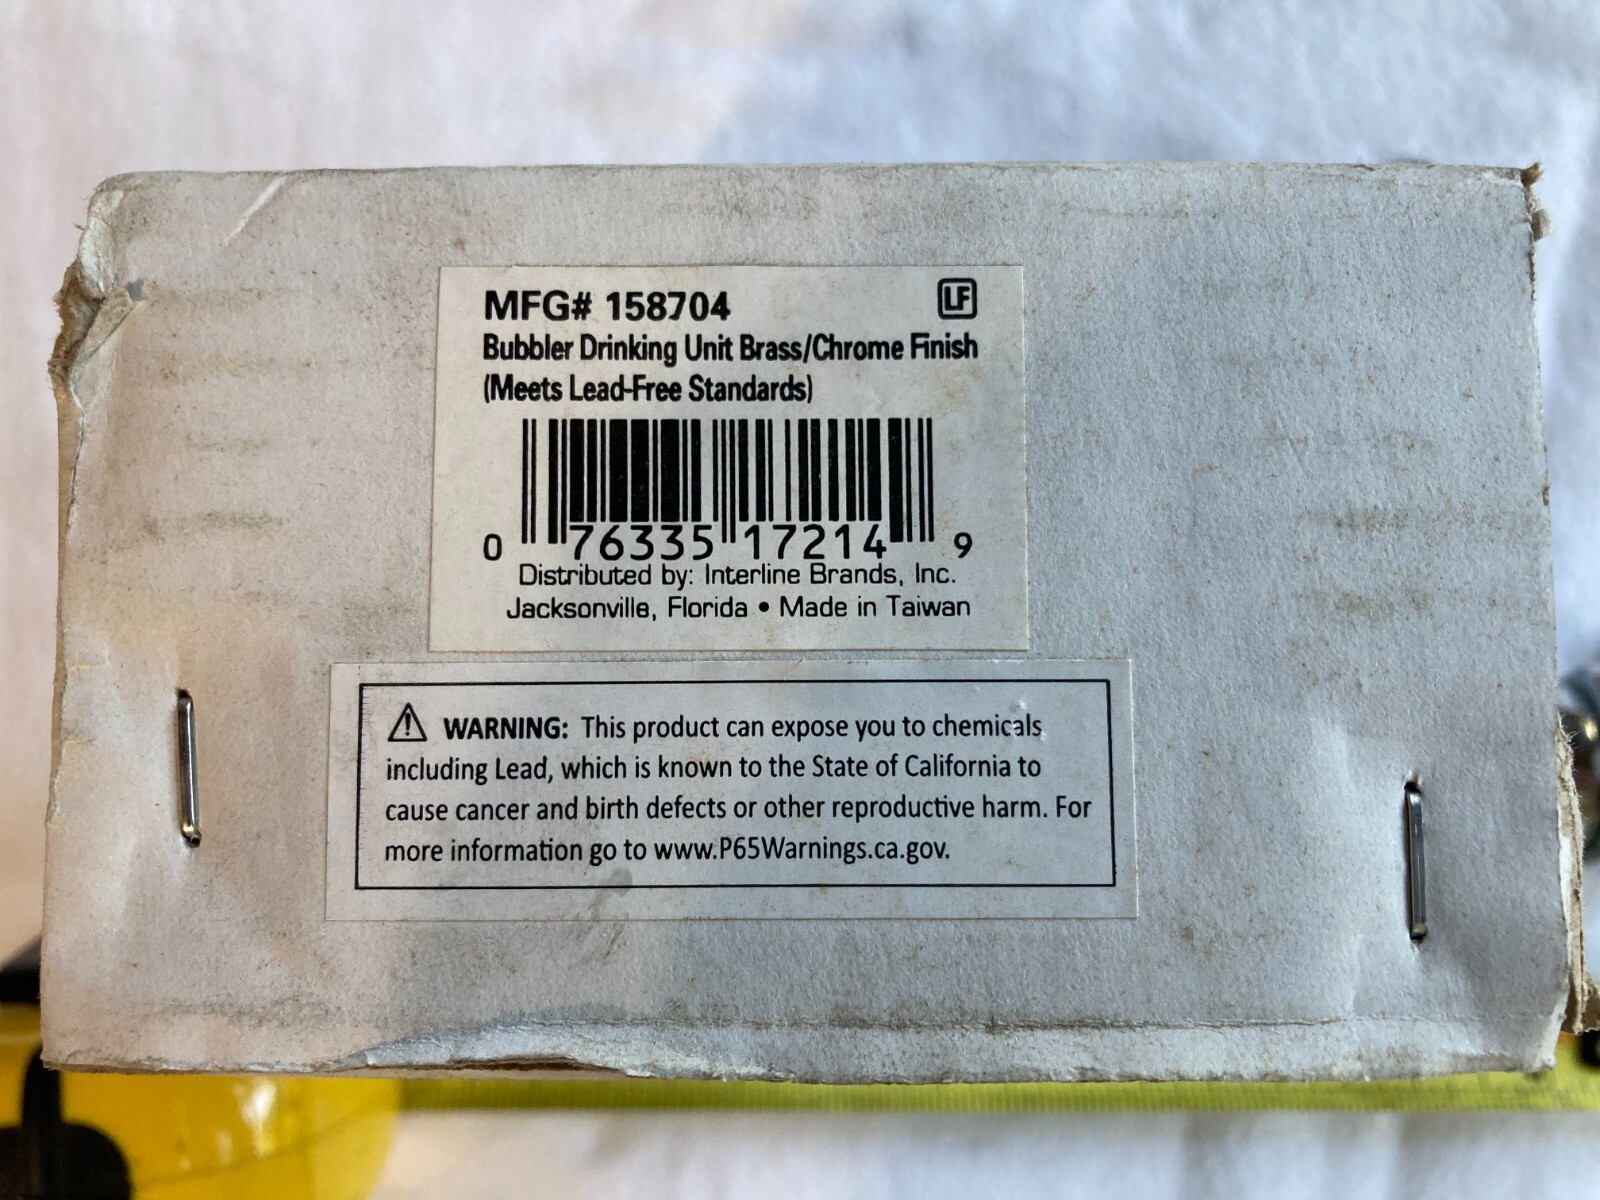 MFG# 158704 LF
Bubbler Drinking Unit Brass/Chrome Finish
(Meets Lead-Free Standards)
0 76335 17214 9
Distributed by: Interline Brands, Inc.
Jacksonville, Florida • Made in Taiwan
WARNING: This product can expose you to chemicals
including Lead, which is known to the State of California to
cause cancer and birth defects or other reproductive harm. For
more information go to www.P65Warnings.ca.gov.